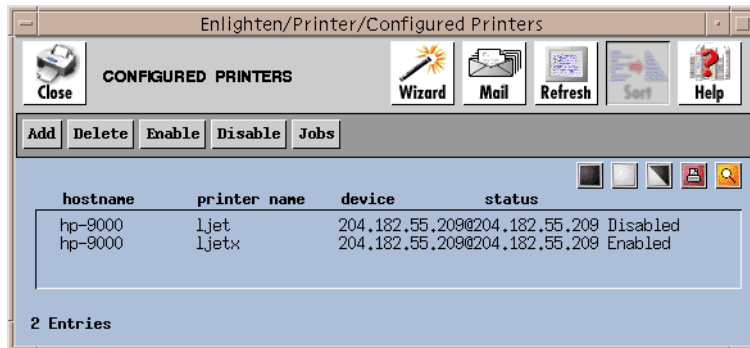 Enlighten/Printer/Configured Printers
Close CONFIGURED PRINTERS Wizard Mail Refresh Sort Help
Add Delete Enable Disable Jobs
hostname printer name device status
hp-9000 ljet 204.182.55.209@204.182.55.209 Disabled
hp-9000 ljetx 204.182.55.209@204.182.55.209 Enabled
2 Entries